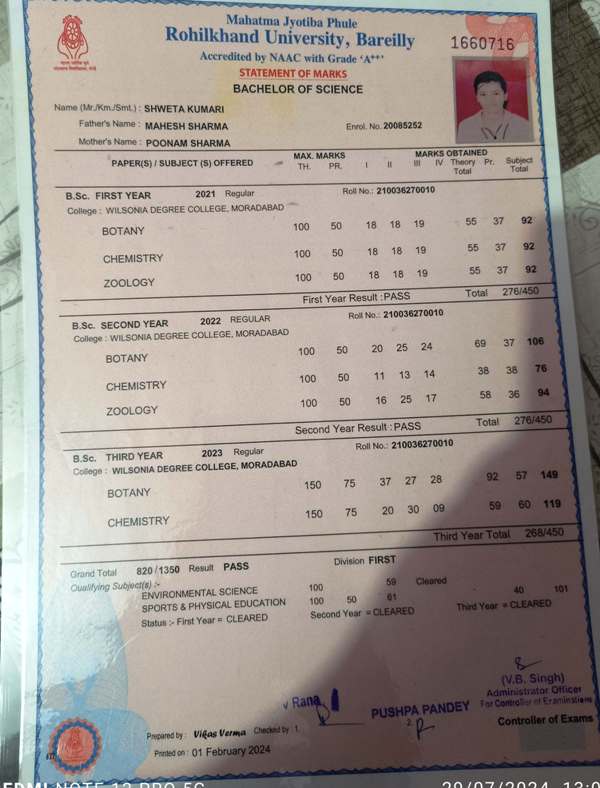 Mahatma Jyotiba Phule
Rohilkhand University, Bareilly
1660716
Accredited by NAAC with Grade 'A++'
STATEMENT OF MARKS
BACHELOR OF SCIENCE
Name (Mr./Km./Smt.) : SHWETA KUMARI
Father's Name : MAHESH SHARMA
Enrol. No. 20085252
Mother's Name : POONAM SHARMA
PAPER(S) / SUBJECT (S) OFFERED MAX. MARKS MARKS OBTAINED
TH. PR. I II III IV Theory Total Pr. Subject Total
B.Sc. FIRST YEAR 2021 Regular Roll No.: 210036270010
College : WILSONIA DEGREE COLLEGE, MORADABAD
BOTANY 100 50 18 18 19 55 37 92
CHEMISTRY 100 50 18 18 19 55 37 92
ZOOLOGY 100 50 18 18 19 55 37 92
First Year Result :PASS Total 276/450
B.Sc. SECOND YEAR 2022 REGULAR Roll No.: 210036270010
College : WILSONIA DEGREE COLLEGE, MORADABAD
BOTANY 100 50 20 25 24 69 37 106
CHEMISTRY 100 50 11 13 14 38 38 76
ZOOLOGY 100 50 16 25 17 58 36 94
Second Year Result :PASS Total 276/450
B.Sc. THIRD YEAR 2023 Regular Roll No.: 210036270010
College : WILSONIA DEGREE COLLEGE, MORADABAD
BOTANY 150 75 37 27 28 92 57 149
CHEMISTRY 150 75 20 30 09 59 60 119
Third Year Total 268/450
Grand Total 820/1350 Result PASS Division FIRST
Qualifying Subject(s) :-
ENVIRONMENTAL SCIENCE 100 59 Cleared
SPORTS & PHYSICAL EDUCATION 100 50 61 40 101
Status :- First Year = CLEARED Second Year = CLEARED Third Year = CLEARED
(V.B. Singh)
Administrator Officer
For Controller of Examinations
Rana
PUSHPA PANDEY
Controller of Exams
Prepared by : Vikas Verma Checked by 1.
2.
Printed on : 01 February 2024